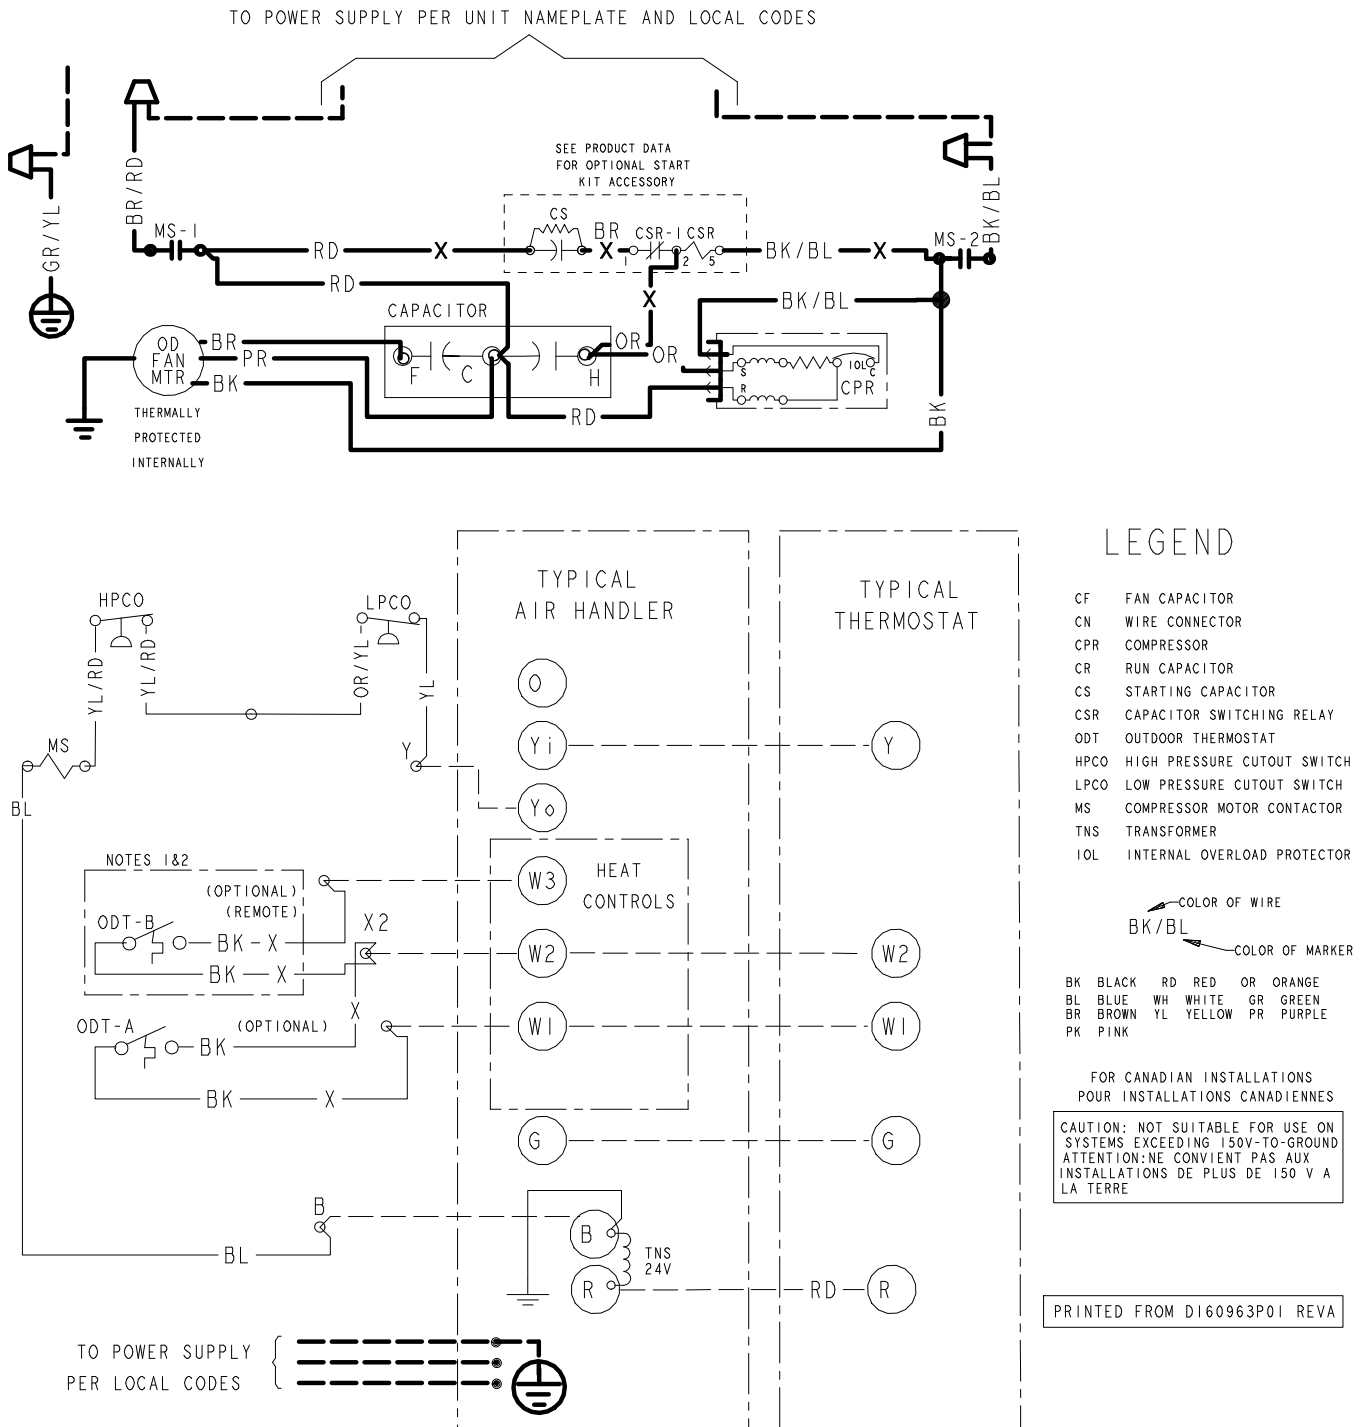 TO POWER SUPPLY PER UNIT NAMEPLATE AND LOCAL CODES
SEE PRODUCT DATA
FOR OPTIONAL START
KIT ACCESSORY
BR/RD
GR/YL
BK/BL
MS-1
RD
X
CS
BR
X
CSR-1 CSR
1
2
5
BK/BL
X
MS-2
RD
X
BK/BL
CAPACITOR
OD
FAN
MTR
BR
PR
BK
F
C
H
OR
OR
S
R
IOL
C
CPR
RD
BK
THERMALLY
PROTECTED
INTERNALLY
TYPICAL
AIR HANDLER
TYPICAL
THERMOSTAT
HPCO
LPCO
YL/RD
YL/RD
OR/YL
YL
MS
Y
BL
O
Yi
Y
Yo
HEAT
CONTROLS
NOTES 1&2
(OPTIONAL)
(REMOTE)
ODT-B
BK-X
BK
X
X2
W3
W2
W2
X
ODT-A
(OPTIONAL)
BK
BK
X
W1
W1
G
G
B
BL
B
TNS
24V
R
RD
R
TO POWER SUPPLY
PER LOCAL CODES
LEGEND
CF FAN CAPACITOR
CN WIRE CONNECTOR
CPR COMPRESSOR
CR RUN CAPACITOR
CS STARTING CAPACITOR
CSR CAPACITOR SWITCHING RELAY
ODT OUTDOOR THERMOSTAT
HPCO HIGH PRESSURE CUTOUT SWITCH
LPCO LOW PRESSURE CUTOUT SWITCH
MS COMPRESSOR MOTOR CONTACTOR
TNS TRANSFORMER
IOL INTERNAL OVERLOAD PROTECTOR
COLOR OF WIRE
BK/BL
COLOR OF MARKER
BK BLACK RD RED OR ORANGE
BL BLUE WH WHITE GR GREEN
BR BROWN YL YELLOW PR PURPLE
PK PINK
FOR CANADIAN INSTALLATIONS
POUR INSTALLATIONS CANADIENNES
CAUTION: NOT SUITABLE FOR USE ON
SYSTEMS EXCEEDING 150V-TO-GROUND
ATTENTION:NE CONVIENT PAS AUX
INSTALLATIONS DE PLUS DE 150 V A
LA TERRE
PRINTED FROM D160963P01 REVA